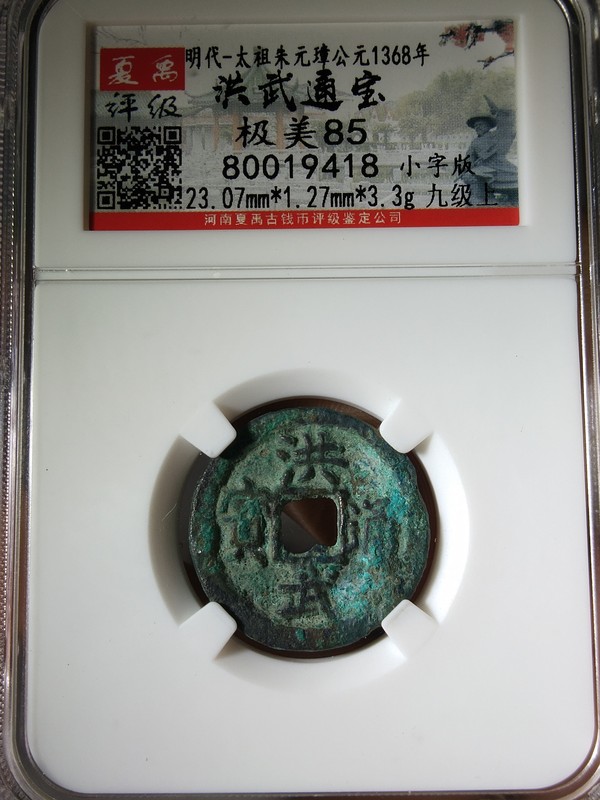 夏禹
评级
明代-太祖朱元璋公元1368年
洪武通宝
极美85
80019418 小字版
23.07mm*1.27mm*3.3g 九级上
河南夏禹古钱币评级鉴定公司
洪
寳 通
武